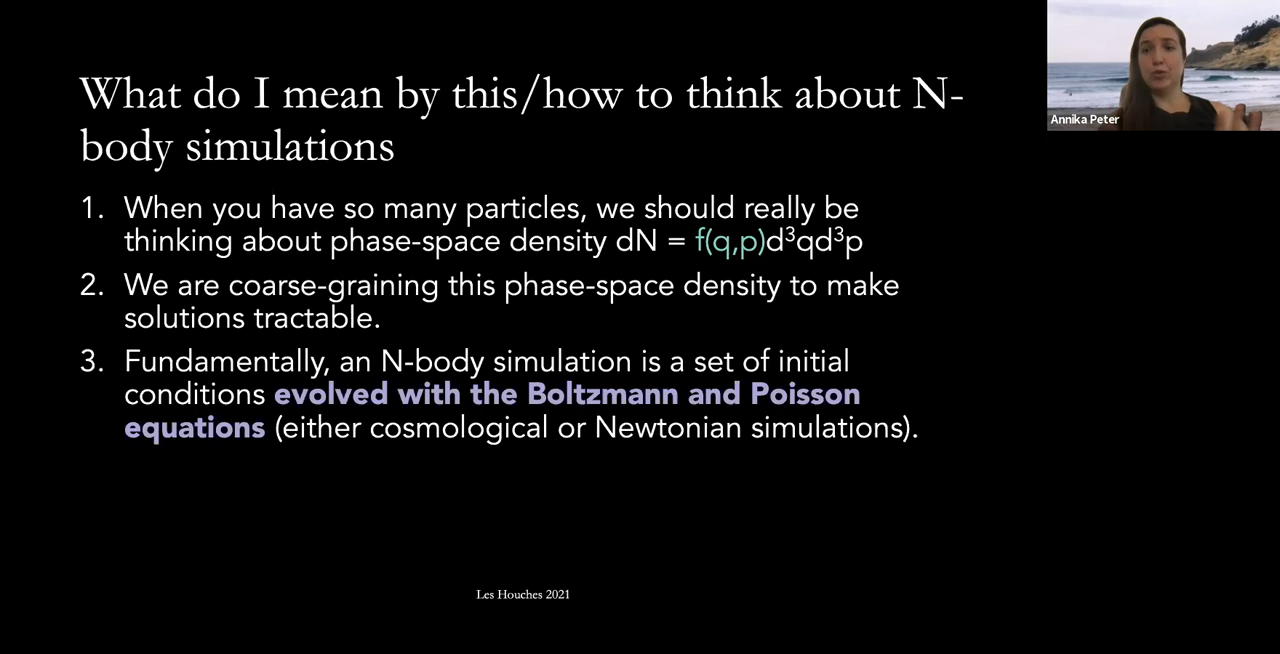 What do I mean by this/how to think about N-
body simulations
1. When you have so many particles, we should really be
thinking about phase-space density dN = f(q,p)d³qd³p
2. We are coarse-graining this phase-space density to make
solutions tractable.
3. Fundamentally, an N-body simulation is a set of initial
conditions evolved with the Boltzmann and Poisson
equations (either cosmological or Newtonian simulations).
Les Houches 2021
Annika Peter